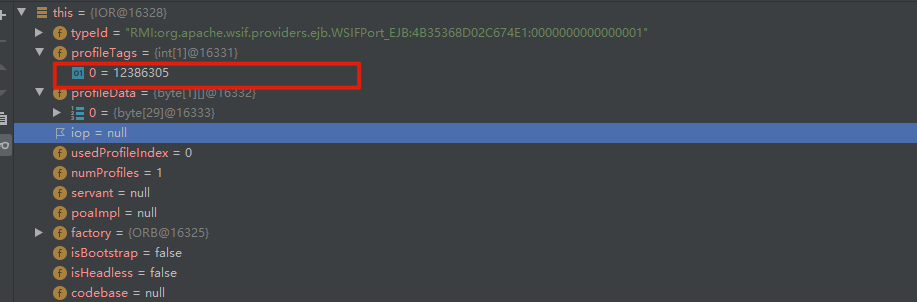 this = {IOR@16328}
f typeId = "RMI:org.apache.wsif.providers.ejb.WSIFPort_EJB:4B35368D02C674E1:0000000000000001"
f profileTags = {int[1]@16331}
01 0 = 12386305
f profileData = {byte[1][]@16332}
0 = {byte[29]@16333}
iop = null
f usedProfileIndex = 0
f numProfiles = 1
f servant = null
f poaImpl = null
f factory = {ORB@16325}
f isBootstrap = false
f isHeadless = false
f codebase = null